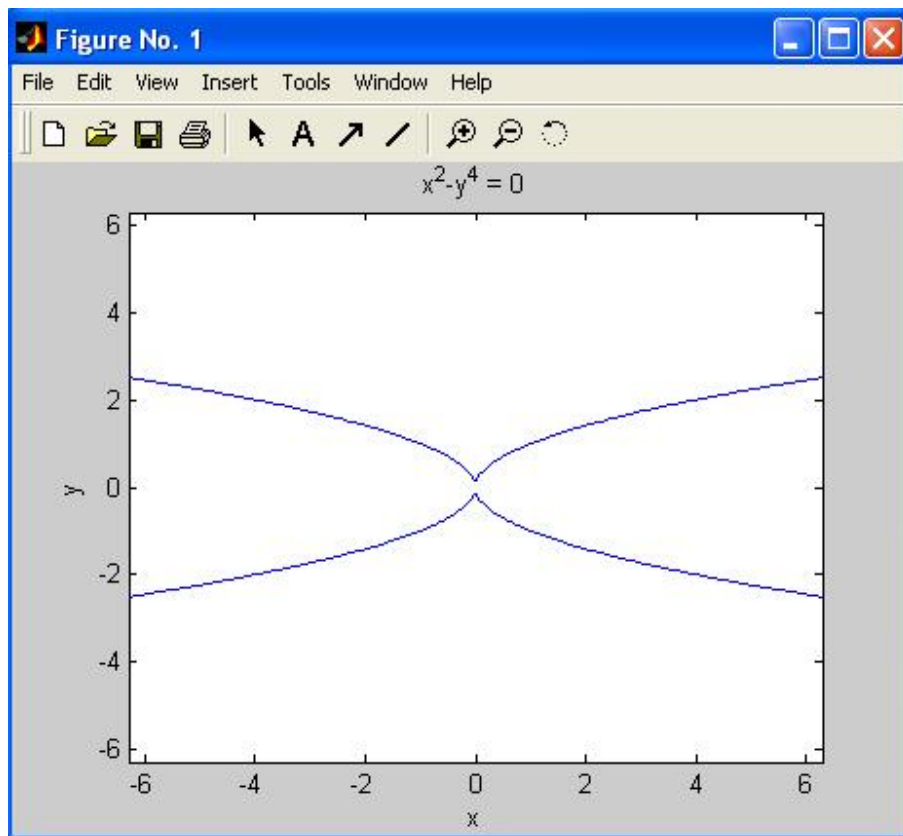 Figure No. 1
File Edit View Insert Tools Window Help
A
x²-y⁴ = 0
6
4
2
0
-2
-4
-6
y
-6 -4 -2 0 2 4 6
x